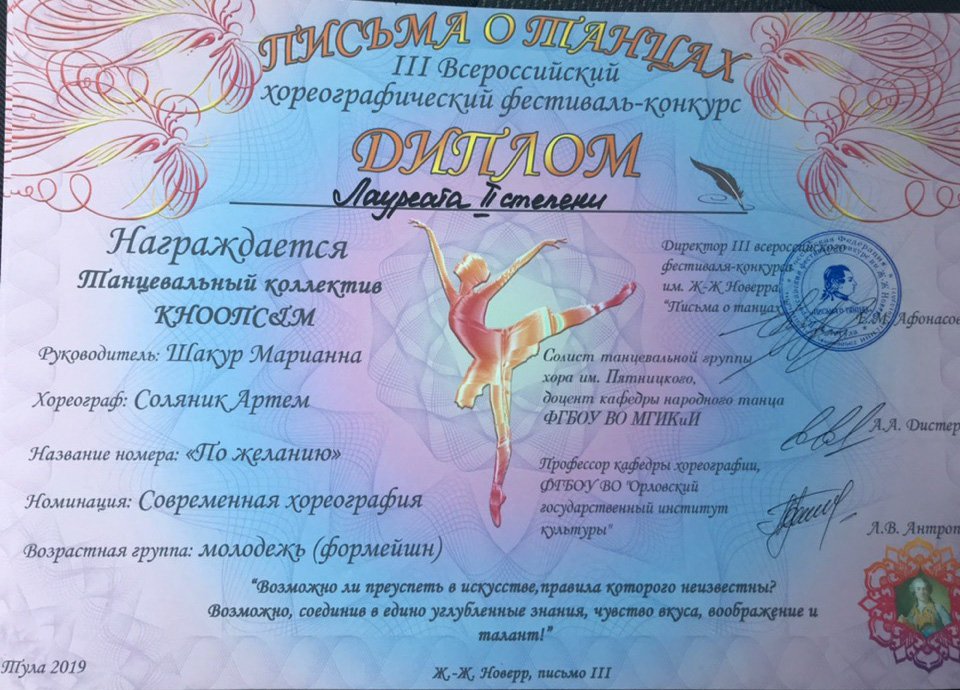 ПИСЬМА О ТАНЦАХ
III Всероссийский
хореографический фестиваль-конкурс
ДИПЛОМ
Лауреата II степени
Награждается
Танцевальный коллектив
КНООПС&М
Руководитель: Шакур Марианна
Хореограф: Соляник Артем
Название номера: «По желанию»
Номинация: Современная хореография
Возрастная группа: молодежь (формейшн)
Директор III всероссийского
фестиваля-конкурса
им. Ж-Ж Новерра
"Письма о танцах
Е.М. Афонасов
Солист танцевальной группы
хора им. Пятницкого,
доцент кафедры народного танца
ФГБОУ ВО МГИКиИ
А.А. Дистер
Профессор кафедры хореографии,
ФГБОУ ВО "Орловский
государственный институт
культуры"
Л.В. Антроп
"Возможно ли преуспеть в искусстве,правила которого неизвестны?
Возможно, соединив в едино углубленные знания, чувство вкуса, воображение и
талант!"
Тула 2019
Ж.-Ж. Новерр, письмо III